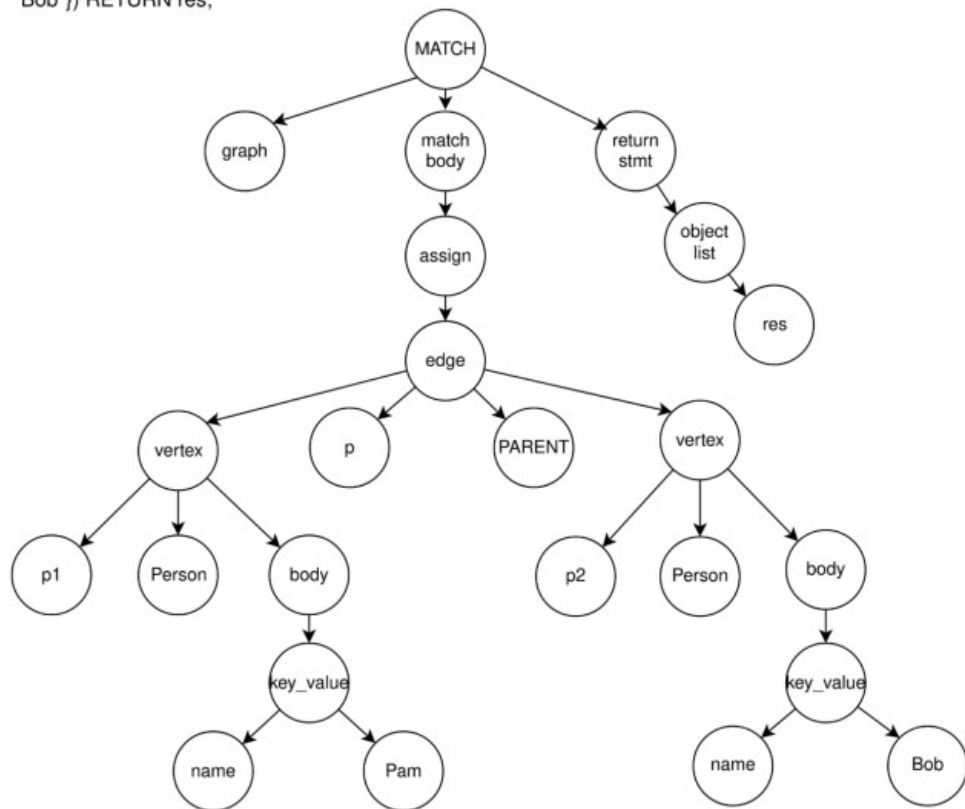 Bob'}) RETURN res;
MATCH
graph
match
body
return
stmt
assign
object
list
res
edge
vertex
p
PARENT
vertex
p1
Person
body
p2
Person
body
key_value
key_value
name
Pam
name
Bob